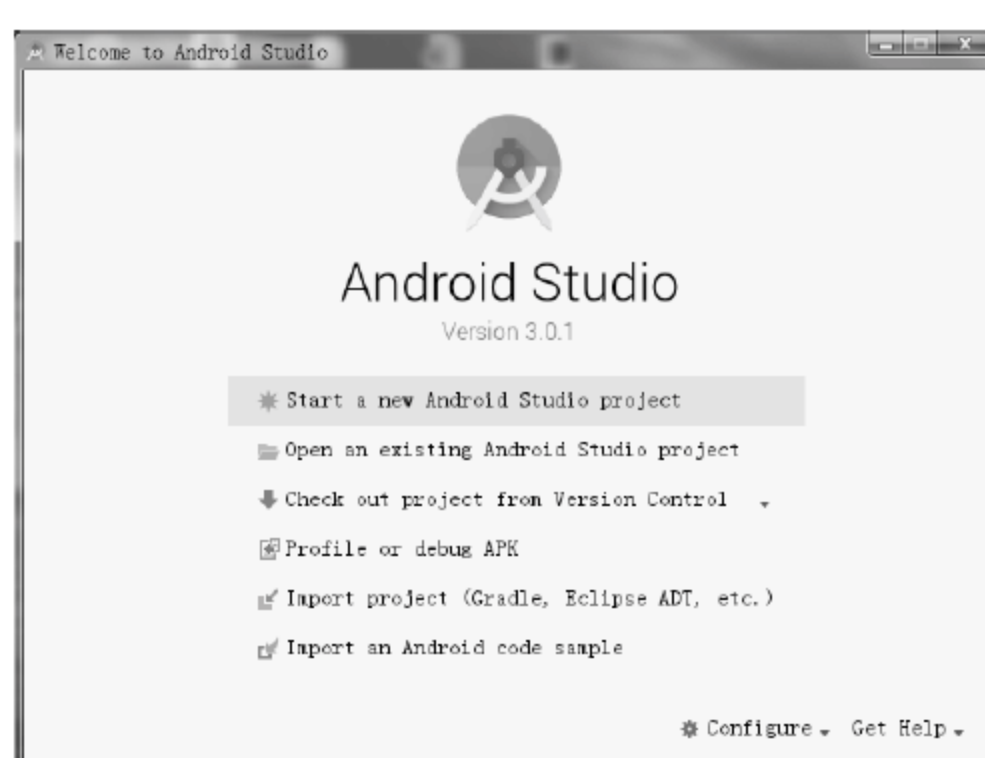 Welcome to Android Studio
Android Studio
Version 3.0.1
Start a new Android Studio project
Open an existing Android Studio project
Check out project from Version Control
Profile or debug APK
Import project (Gradle, Eclipse ADT, etc.)
Import an Android code sample
Configure Get Help